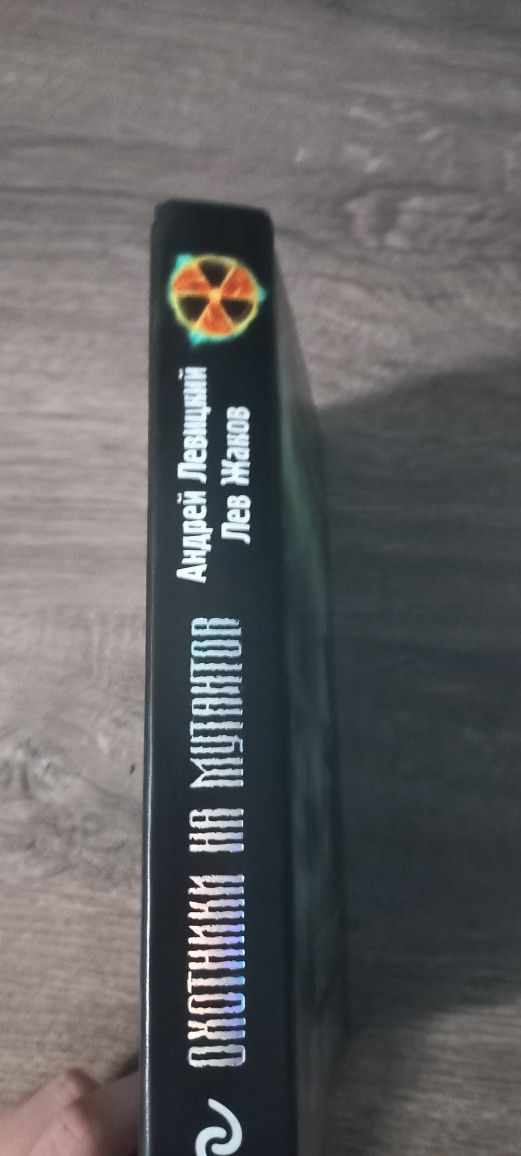 Андрей Левицкий
Лев Жаков
ОХОТНИКИ НА МУТАНТОВ